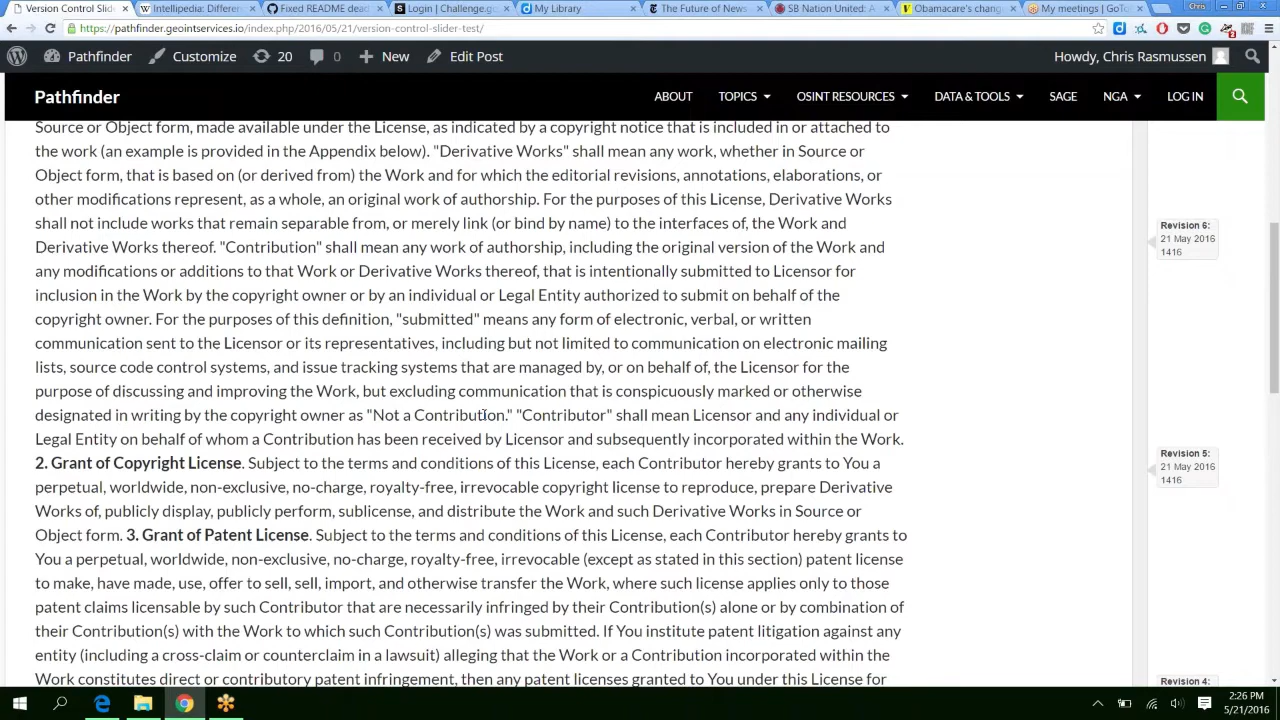 Version Control Slid
Intellipedia: Differen
Fixed README dead
Login | Challenge.go
My Library
The Future of News
SB Nation United: A
Obamacare's chang
My meetings | GoTo
Chris
https://pathfinder.geointservices.io/index.php/2016/05/21/version-control-slider-test/
Pathfinder
Customize
20
0
New
Edit Post
Howdy, Chris Rasmussen
Pathfinder
ABOUT
TOPICS
OSINT RESOURCES
DATA & TOOLS
SAGE
NGA
LOG IN
Source or Object form, made available under the License, as indicated by a copyright notice that is included in or attached to
the work (an example is provided in the Appendix below). "Derivative Works" shall mean any work, whether in Source or
Object form, that is based on (or derived from) the Work and for which the editorial revisions, annotations, elaborations, or
other modifications represent, as a whole, an original work of authorship. For the purposes of this License, Derivative Works
shall not include works that remain separable from, or merely link (or bind by name) to the interfaces of, the Work and
Derivative Works thereof. "Contribution" shall mean any work of authorship, including the original version of the Work and
any modifications or additions to that Work or Derivative Works thereof, that is intentionally submitted to Licensor for
inclusion in the Work by the copyright owner or by an individual or Legal Entity authorized to submit on behalf of the
copyright owner. For the purposes of this definition, "submitted" means any form of electronic, verbal, or written
communication sent to the Licensor or its representatives, including but not limited to communication on electronic mailing
lists, source code control systems, and issue tracking systems that are managed by, or on behalf of, the Licensor for the
purpose of discussing and improving the Work, but excluding communication that is conspicuously marked or otherwise
designated in writing by the copyright owner as "Not a Contribution." "Contributor" shall mean Licensor and any individual or
Legal Entity on behalf of whom a Contribution has been received by Licensor and subsequently incorporated within the Work.
2. Grant of Copyright License. Subject to the terms and conditions of this License, each Contributor hereby grants to You a
perpetual, worldwide, non-exclusive, no-charge, royalty-free, irrevocable copyright license to reproduce, prepare Derivative
Works of, publicly display, publicly perform, sublicense, and distribute the Work and such Derivative Works in Source or
Object form. 3. Grant of Patent License. Subject to the terms and conditions of this License, each Contributor hereby grants to
You a perpetual, worldwide, non-exclusive, no-charge, royalty-free, irrevocable (except as stated in this section) patent license
to make, have made, use, offer to sell, sell, import, and otherwise transfer the Work, where such license applies only to those
patent claims licensable by such Contributor that are necessarily infringed by their Contribution(s) alone or by combination of
their Contribution(s) with the Work to which such Contribution(s) was submitted. If You institute patent litigation against any
entity (including a cross-claim or counterclaim in a lawsuit) alleging that the Work or a Contribution incorporated within the
Work constitutes direct or contributory patent infringement, then any patent licenses granted to You under this License for
Revision 6:
21 May 2016
1416
Revision 5:
21 May 2016
1416
Revision 4:
2:26 PM
5/21/2016